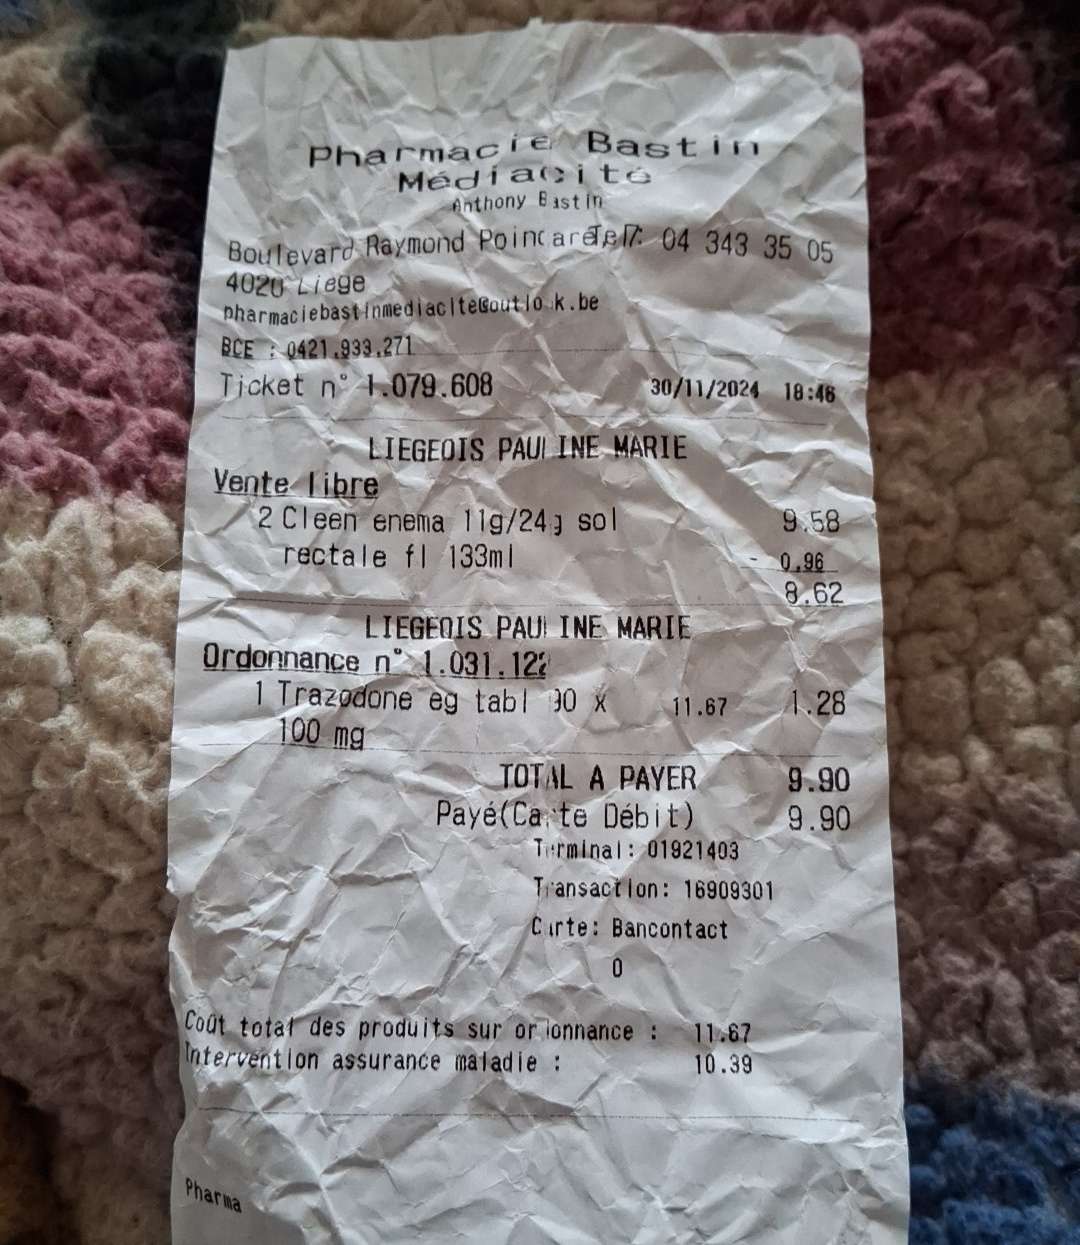 Pharmacie Bastin
Médiacité
Anthony Bastin
Boulevard Raymond Poincaré 7 Tel: 04 343 35 05
4020 Liege
pharmaciebastinmediacite@outlook.be
BCE : 0421.933.271
Ticket n° 1.079.608 30/11/2024 18:46
LIEGEOIS PAULINE MARIE
Vente libre
2 Cleen enema 11g/24g sol 9.58
rectale fl 133ml - 0.96
8.62
LIEGEOIS PAULINE MARIE
Ordonnance n°
1 Trazodone eg tabl 90 x 11.67 1.28
100 mg
TOTAL A PAYER 9.90
Payé(Carte Débit) 9.90
Terminal: 01921403
Transaction: 16909301
Carte: Bancontact
0
Coût total des produits sur ordonnance : 11.67
Intervention assurance maladie : 10.39
Pharma